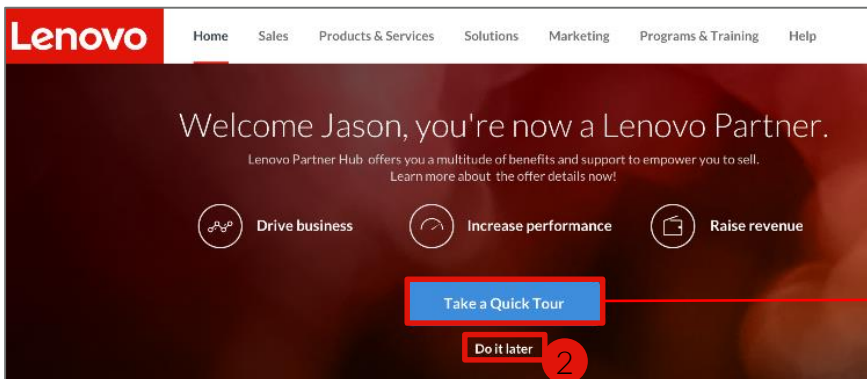 Lenovo
Home Sales Products & Services Solutions Marketing Programs & Training Help
Welcome Jason, you're now a Lenovo Partner.
Lenovo Partner Hub offers you a multitude of benefits and support to empower you to sell.
Learn more about the offer details now!
Drive business Increase performance Raise revenue
Take a Quick Tour
Do it later
2